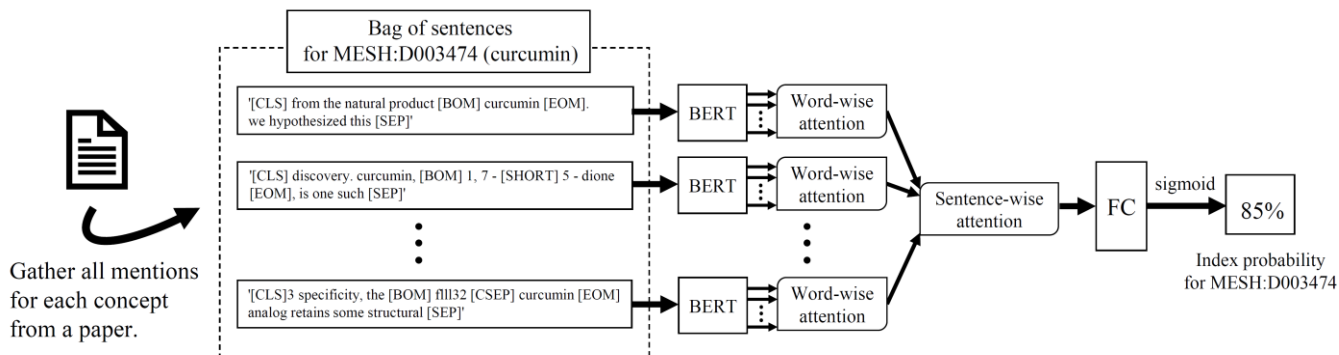 Bag of sentences
for MESH:D003474 (curcumin)
'[CLS] from the natural product [BOM] curcumin [EOM].
we hypothesized this [SEP]'
BERT
Word-wise
attention
'[CLS] discovery. curcumin, [BOM] 1, 7 - [SHORT] 5 - dione
[EOM], is one such [SEP]'
BERT
Word-wise
attention
Sentence-wise
attention
FC
sigmoid
85%
Index probability
for MESH:D003474
Gather all mentions
for each concept
from a paper.
'[CLS]3 specificity, the [BOM] flll32 [CSEP] curcumin [EOM]
analog retains some structural [SEP]'
BERT
Word-wise
attention